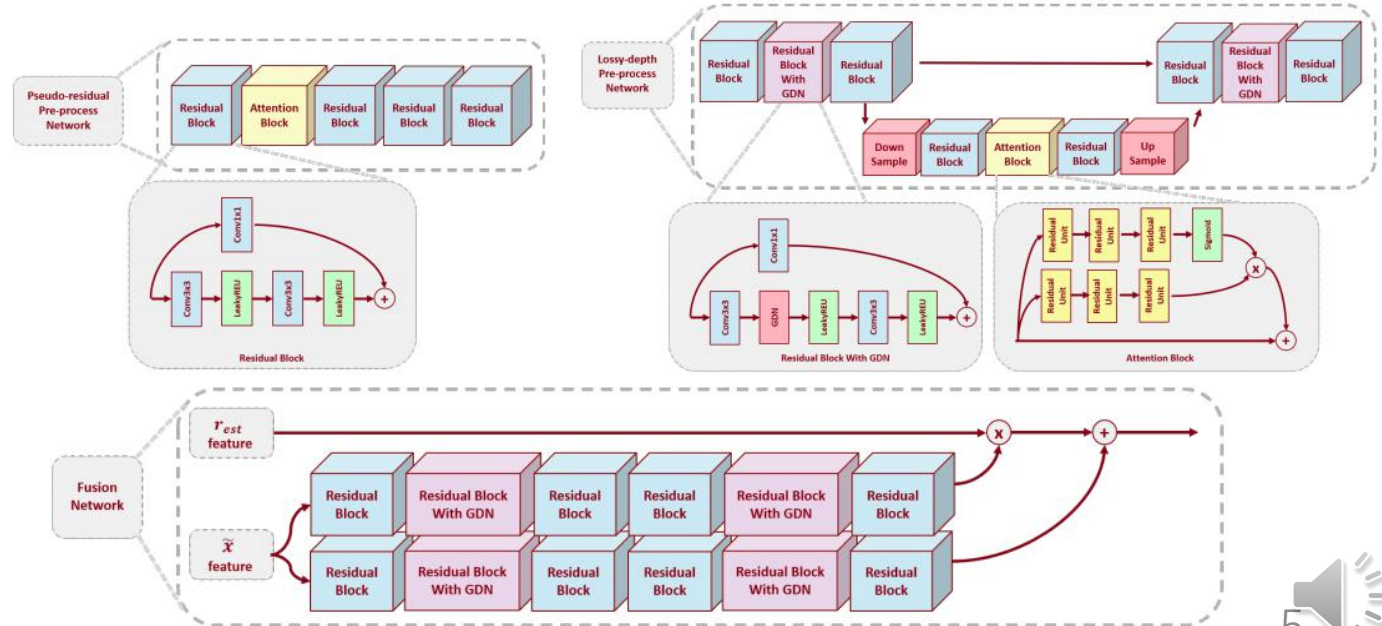 Pseudo-residual
Pre-process
Network
Residual
Block
Attention
Block
Residual
Block
Residual
Block
Residual
Block
Conv1x1
Conv3x3
LeakyREU
Conv3x3
LeakyREU
+
Residual Block
Lossy-depth
Pre-process
Network
Residual
Block
Residual
Block
With
GDN
Residual
Block
Residual
Block
Residual
Block
With
GDN
Residual
Block
Down
Sample
Residual
Block
Attention
Block
Residual
Block
Up
Sample
Conv1x1
Conv3x3
GDN
LeakyREU
Conv3x3
LeakyREU
+
Residual Block With GDN
Residual
Unit
Residual
Unit
Residual
Unit
Sigmoid
X
Residual
Unit
Residual
Unit
Residual
Unit
+
Attention Block
Fusion
Network
r_est
feature
X
+
x̃
feature
Residual
Block
Residual Block
With GDN
Residual
Block
Residual
Block
Residual Block
With GDN
Residual
Block
Residual
Block
Residual Block
With GDN
Residual
Block
Residual
Block
Residual Block
With GDN
Residual
Block
5